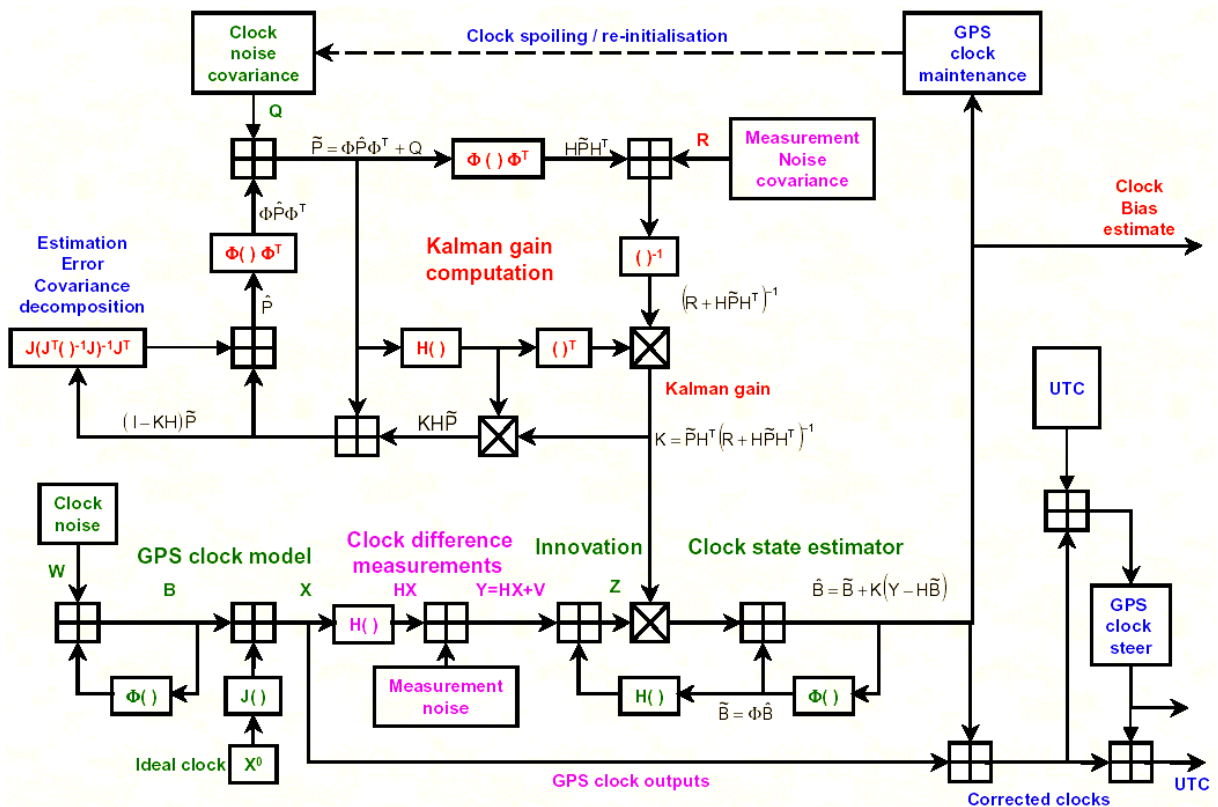 Clock
noise
covariance
Clock spoiling / re-initialisation
GPS
clock
maintenance
Q
P̃ = ΦP̂Φᵀ + Q
Φ ( ) Φᵀ
HP̃Hᵀ
R
Measurement
Noise
covariance
ΦP̂Φᵀ
Clock
Bias
estimate
Estimation
Error
Covariance
decomposition
Φ( ) Φᵀ
Kalman gain
computation
( )⁻¹
P̂
(R + HP̃Hᵀ)⁻¹
J(Jᵀ( )⁻¹J)⁻¹Jᵀ
H( )
( )ᵀ
Kalman gain
UTC
(I – KH)P̃
KHP̃
K = P̃Hᵀ(R + HP̃Hᵀ)⁻¹
Clock noise
GPS clock model
Clock difference
measurements
Innovation
Clock state estimator
W
B
X
HX
Y=HX+V
Z
B̂ = B̃ + K(Y – HB̃)
H( )
GPS
clock
steer
Φ( )
J( )
Measurement
noise
H( )
B̃ = ΦB̂
Φ( )
Ideal clock
X⁰
GPS clock outputs
Corrected clocks
UTC